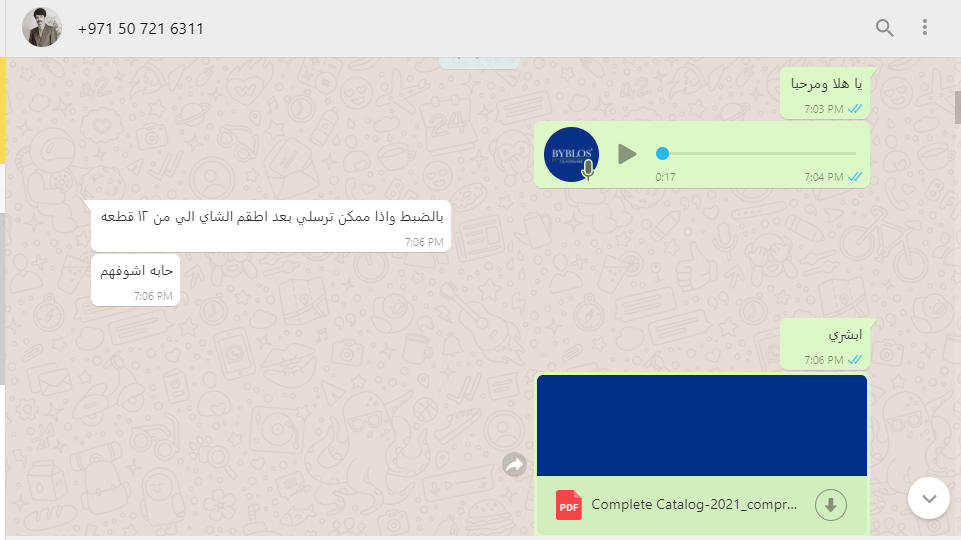 +971 50 721 6311
يا هلا ومرحبا
7:03 PM
BYBLOS
0:17
7:04 PM
بالضبط واذا ممكن ترسلي بعد اطقم الشاي الي من ١٢ قطعه
7:06 PM
حابه اشوفهم
7:06 PM
ابشري
7:06 PM
PDF
Complete Catalog-2021_compr...